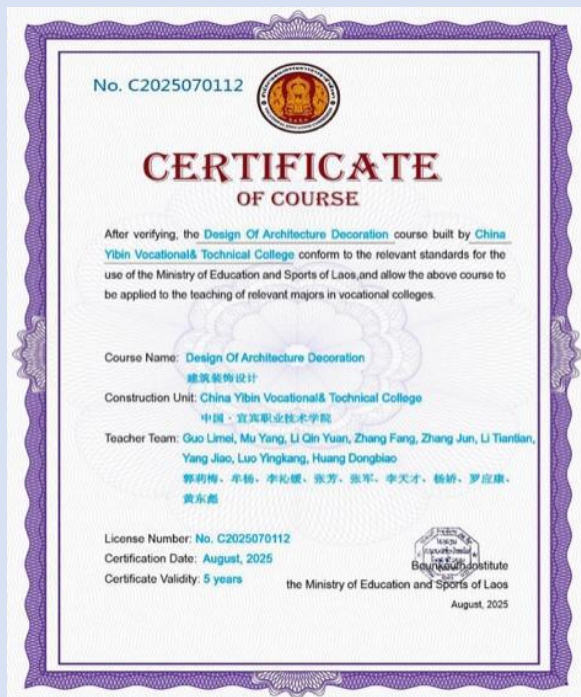 No. C2025070112
CERTIFICATE
OF COURSE
After verifying, the Design Of Architecture Decoration course built by China
Yibin Vocational& Technical College conform to the relevant standards for the
use of the Ministry of Education and Sports of Laos,and allow the above course to
be applied to the teaching of relevant majors in vocational colleges.
Course Name: Design Of Architecture Decoration
建筑装饰设计
Construction Unit: China Yibin Vocational& Technical College
中国·宜宾职业技术学院
Teacher Team: Guo Limei, Mu Yang, Li Qin Yuan, Zhang Fang, Zhang Jun, Li Tiantian,
Yang Jiao, Luo Yingkang, Huang Dongbiao
郭莉梅、牟杨、李沁媛、张芳、张军、李天才、杨娇、罗应康、
黄东彪
License Number: No. C2025070112
Certification Date: August, 2025
Certificate Validity: 5 years
Bounkouth Institute
the Ministry of Education and Sports of Laos
August, 2025